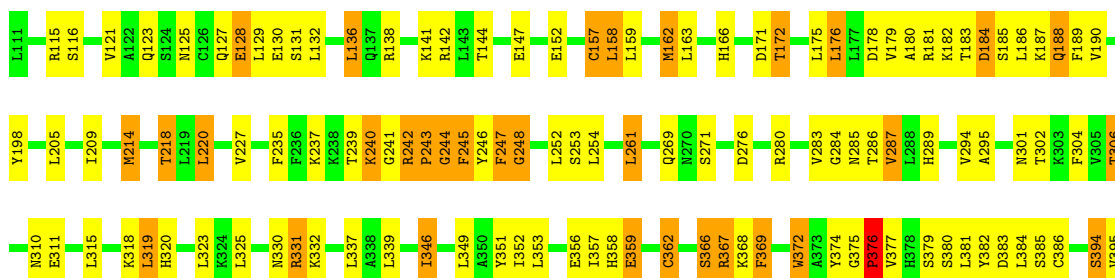 L111 R115 S116 V121 A122 Q123 S124 N125 C126 Q127 E128 L129 E130 S131 L132 L136 Q137 R138 K141 R142 L143 T144 E147 E152 C157 L158 L159 M162 L163 H166 D171 T172 L175 L176 L177 D178 V179 A180 R181 K182 T183 D184 S185 L186 K187 Q188 F189 V190
Y198 L205 I209 M214 T218 L219 L220 V227 F235 F236 K237 K238 T239 K240 G241 R242 P243 G244 F245 Y246 F247 G248 L252 S253 L254 L261 Q269 N270 S271 D276 R280 V283 G284 N285 T286 V287 L288 H289 V294 A295 N301 T302 K303 F304 V305 T306
N310 E311 L315 K318 L319 H320 L323 K324 L325 N330 R331 K332 L337 A338 L339 I346 L349 A350 Y351 I352 L353 E356 I357 H358 E359 C362 S366 R367 K368 F369 W372 A373 Y374 G375 P376 V377 H378 S379 S380 L381 Y382 D383 L384 S385 C386 S394